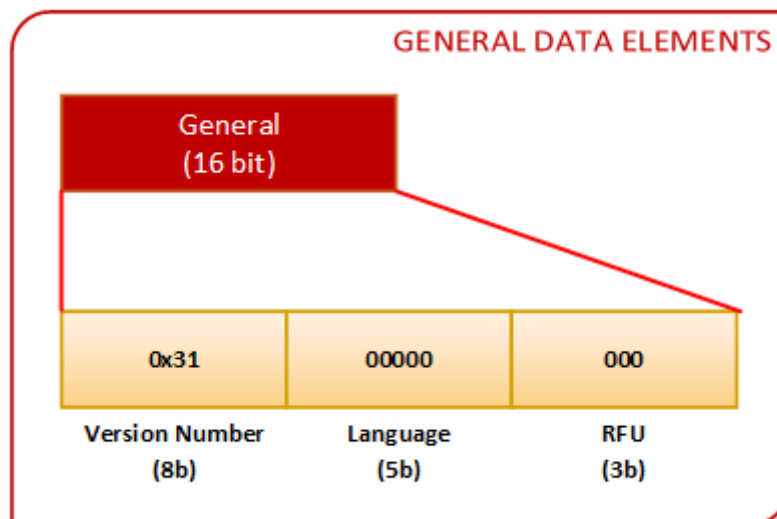 GENERAL DATA ELEMENTS
General
(16 bit)
0x31
00000
000
Version Number
(8b)
Language
(5b)
RFU
(3b)